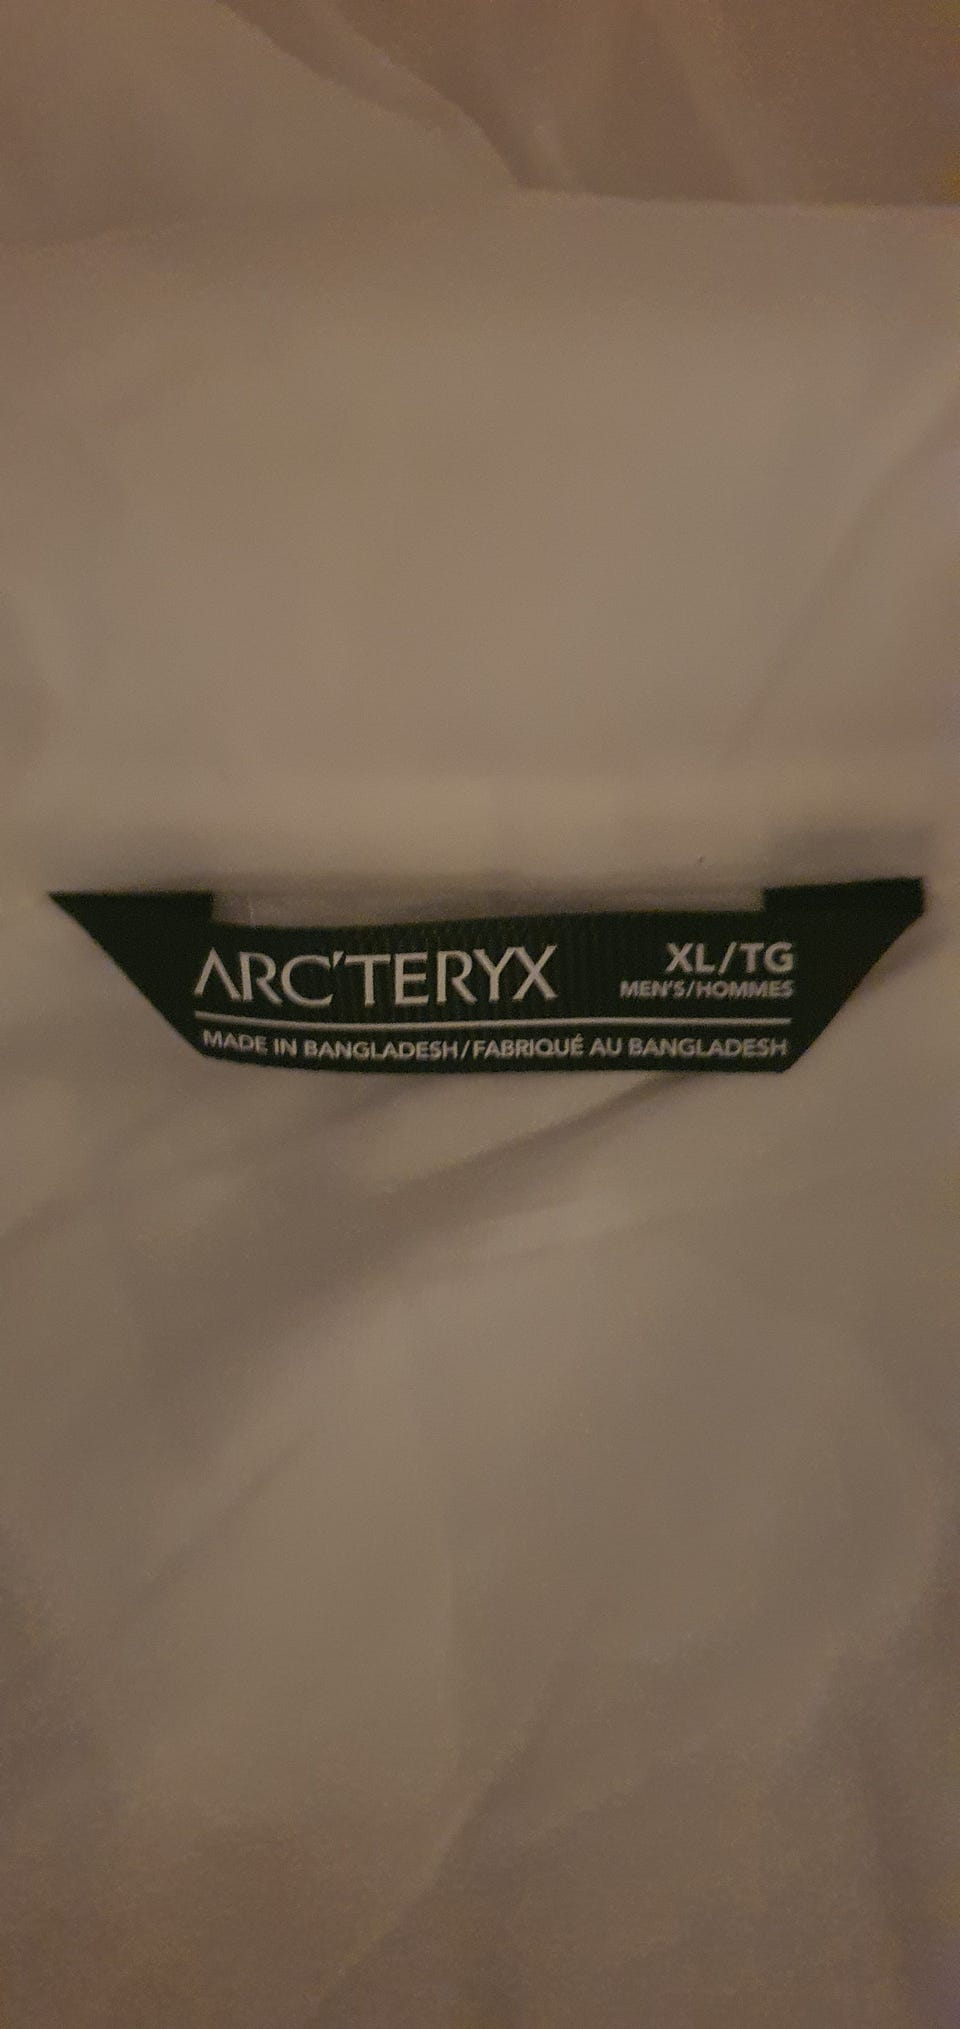 ARC'TERYX
XL/TG
MEN'S/HOMMES
MADE IN BANGLADESH/FABRIQUÉ AU BANGLADESH